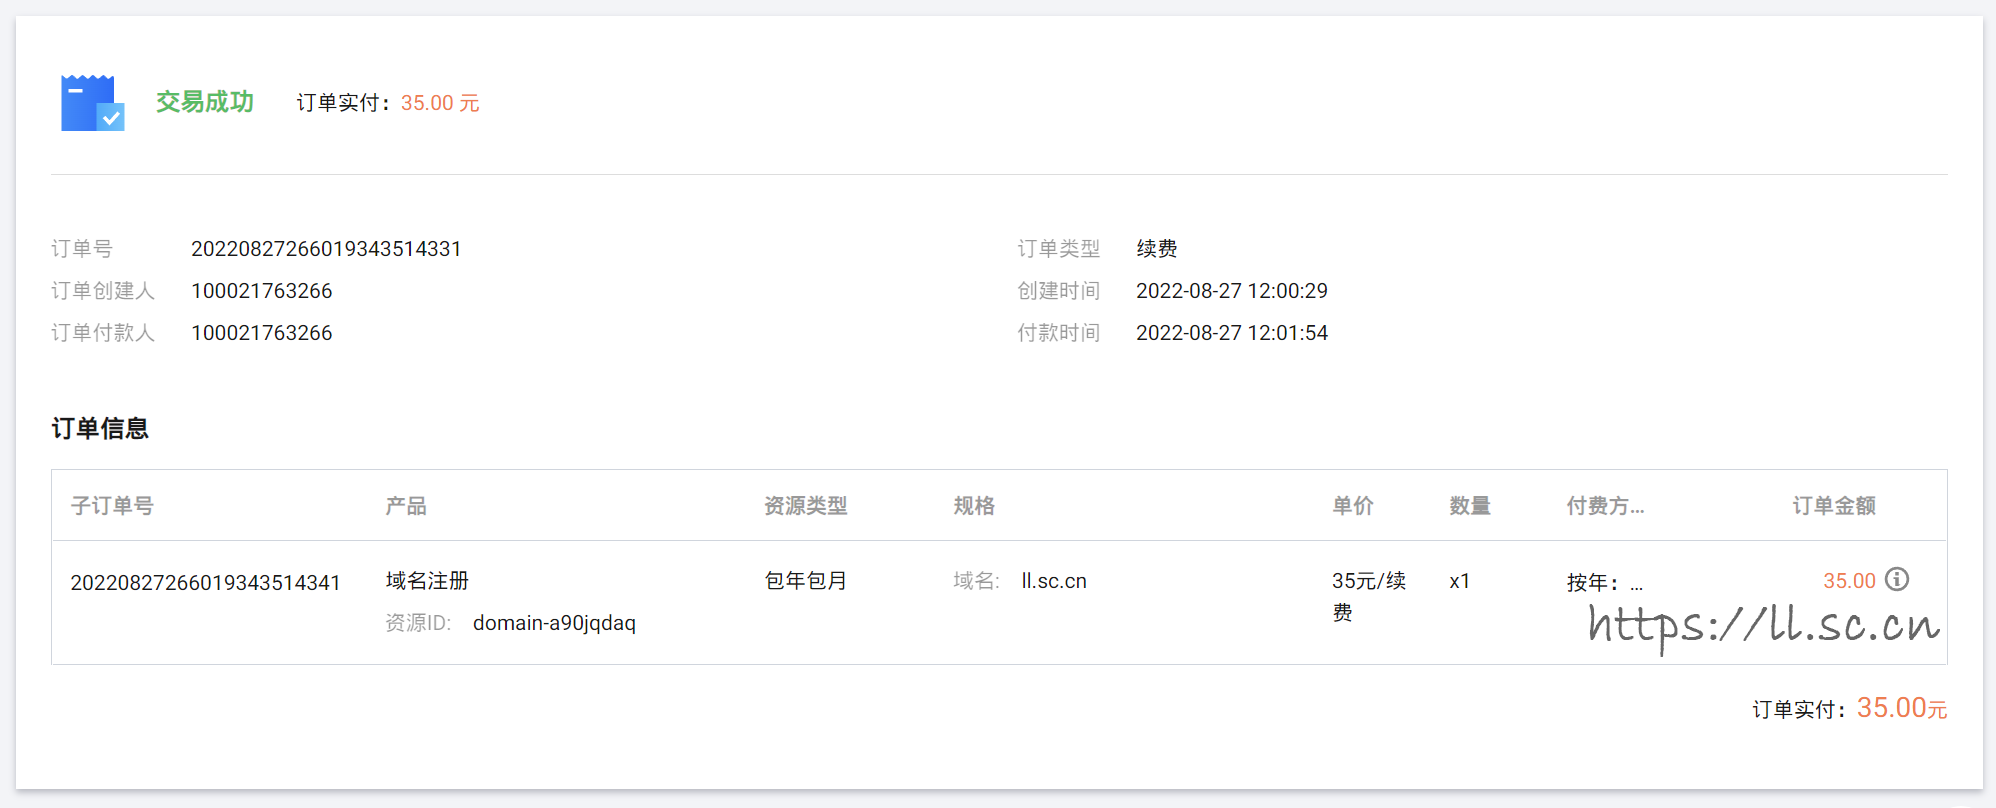 交易成功 订单实付：35.00 元
订单号 20220827266019343514331 订单类型 续费
订单创建人 100021763266 创建时间 2022-08-27 12:00:29
订单付款人 100021763266 付款时间 2022-08-27 12:01:54
订单信息
子订单号 产品 资源类型 规格 单价 数量 付费方... 订单金额
20220827266019343514341 域名注册 包年包月 域名: ll.sc.cn 35元/续 x1 按年：... 35.00
费
资源ID: domain-a90jqdaq
https://ll.sc.cn
订单实付：35.00元